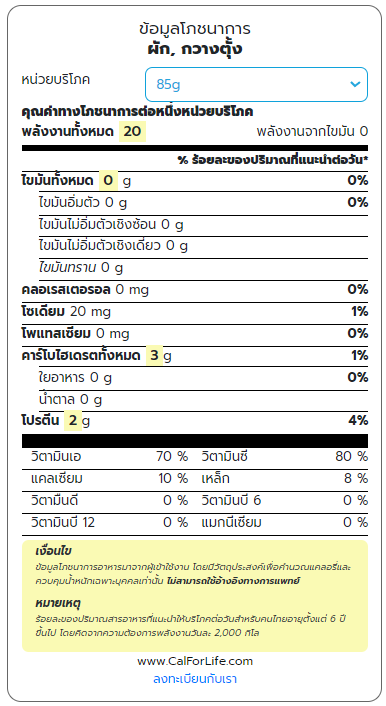 ข้อมูลโภชนาการ
ผัก, กวางตุ้ง
หน่วยบริโภค 85g
คุณค่าทางโภชนาการต่อหนึ่งหน่วยบริโภค
พลังงานทั้งหมด 20 พลังงานจากไขมัน 0
% ร้อยละของปริมาณที่แนะนำต่อวัน*
ไขมันทั้งหมด 0 g 0%
ไขมันอิ่มตัว 0 g 0%
ไขมันไม่อิ่มตัวเชิงซ้อน 0 g
ไขมันไม่อิ่มตัวเชิงเดี่ยว 0 g
ไขมันทราน 0 g
คลอเรสเตอรอล 0 mg 0%
โซเดียม 20 mg 1%
โพแทสเซียม 0 mg 0%
คาร์โบไฮเดรตทั้งหมด 3 g 1%
ใยอาหาร 0 g 0%
น้ำตาล 0 g
โปรตีน 2 g 4%
วิตามินเอ 70 % วิตามินซี 80 %
แคลเซียม 10 % เหล็ก 8 %
วิตามืนดี 0 % วิตามินบี 6 0 %
วิตามินบี 12 0 % แมกนีเซียม 0 %
เงื่อนไข
ข้อมูลโภชนาการอาหารมาจากผู้เข้าใช้งาน โดยมีวัตถุประสงค์เพื่อคำนวณแคลอรี่และ
ควบคุมน้ำหนักเฉพาะบุคคลเท่านั้น ไม่สามารถใช้อ้างอิงทางการแพทย์
หมายเหตุ
ร้อยละของปริมาณสารอาหารที่แนะนำให้บริโภคต่อวันสำหรับคนไทยอายุตั้งแต่ 6 ปี
ขึ้นไป โดยคิดจากความต้องการพลังงานวันละ 2,000 กิโล
www.CalForLife.com
ลงทะเบียนกับเรา